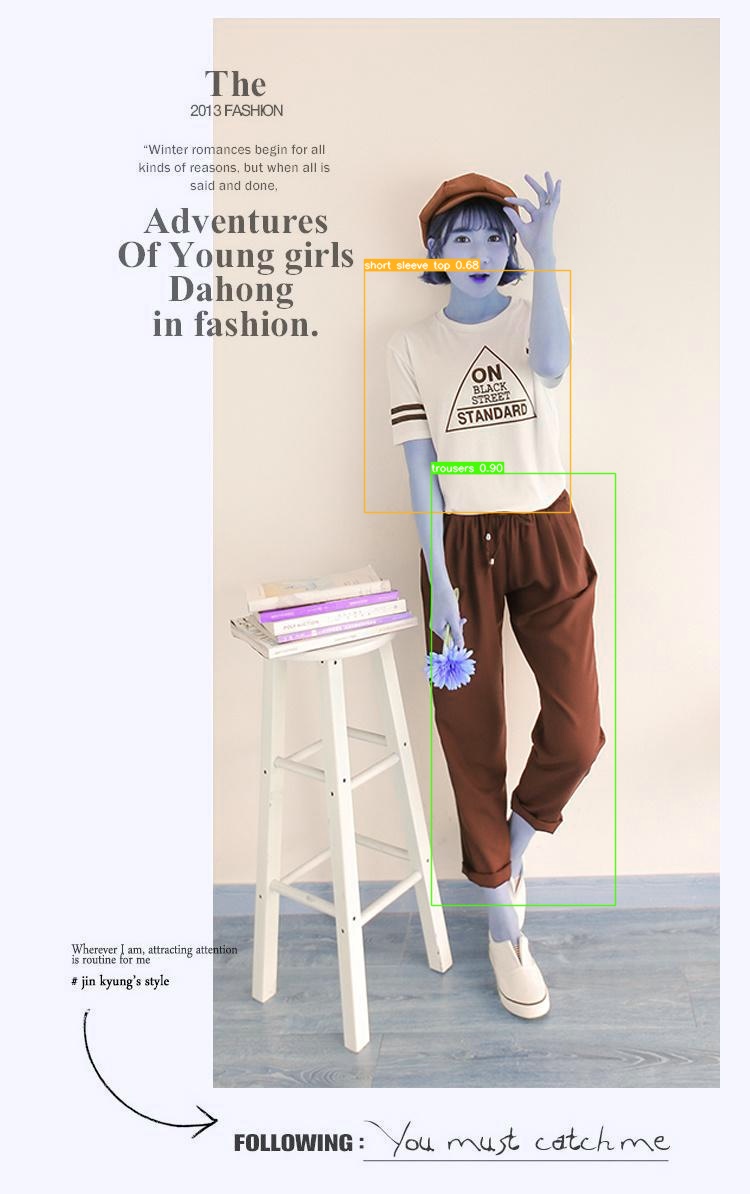 The
2013 FASHION
“Winter romances begin for all
kinds of reasons, but when all is
said and done,
Adventures
Of Young girls
Dahong
in fashion.
short sleeve top 0.68
ON
BLACK
STREET
STANDARD
trousers 0.90
Wherever I am, attracting attention
is routine for me
# jin kyung's style
FOLLOWING : You must catch me